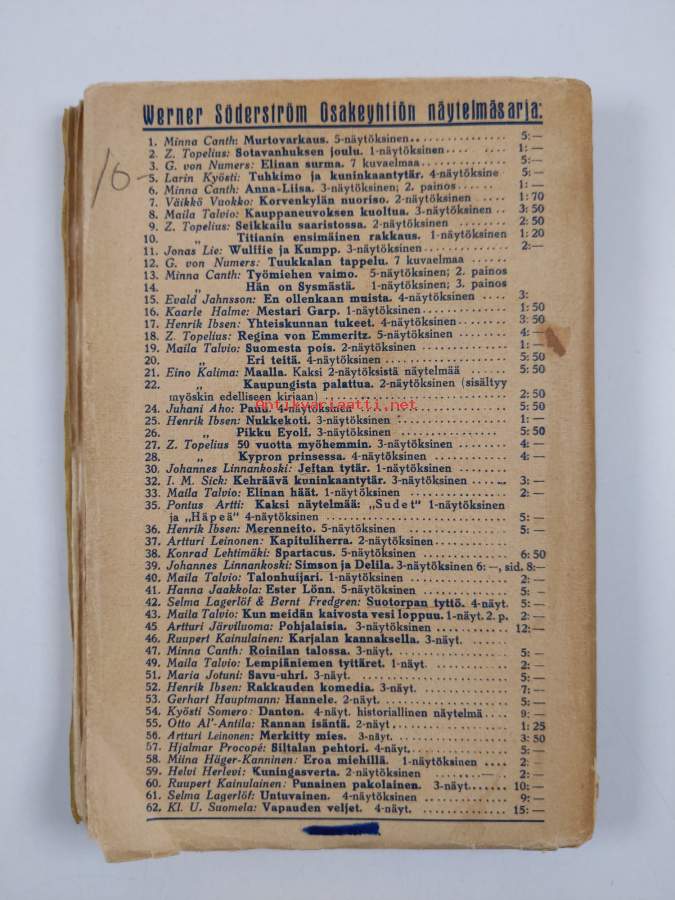 Werner Söderström Osakeyhtiön näytelmäsarja:
1. Minna Canth: Murtovarkaus. 5-näytöksinen 5: —
2. Z. Topelius: Sotavanhuksen joulu. 1-näytöksinen 1: —
3. G. von Numers: Elinan surma. 7 kuvaelmaa 5: —
5. Larin Kyösti: Tuhkimo ja kuninkaantytär. 4-näytöksine 5: —
6. Minna Canth: Anna-Liisa. 3-näytöksinen; 2. painos 1: —
7. Väikkö Vuokko: Korvenkylän nuoriso. 2-näytöksinen 1: 70
8. Maila Talvio: Kauppaneuvoksen kuoltua. 3-näytöksinen 3: 50
9. Z. Topelius: Seikkailu saaristossa. 2-näytöksinen 2: 50
10. „ Titianin ensimäinen rakkaus. 1-näytöksinen 1: 20
11. Jonas Lie: Wulffie ja Kumpp. 3-näytöksinen 2: —
12. G. von Numers: Tuukkalan tappelu. 7 kuvaelmaa
13. Minna Canth: Työmiehen vaimo. 5-näytöksinen; 2. painos
14. „ Hän on Sysmästä. 1-näytöksinen; 3. painos
15. Evald Jahnsson: En ollenkaan muista. 4-näytöksinen 3:
16. Kaarle Halme: Mestari Garp. 1-näytöksinen 1: 50
17. Henrik Ibsen: Yhteiskunnan tukeet. 4-näytöksinen 3: 50
18. Z. Topelius: Regina von Emmeritz. 5-näytöksinen 4: —
19. Maila Talvio: Suomesta pois. 2-näytöksinen 1: —
20. „ Eri teitä. 4-näytöksinen 5: 50
21. Eino Kalima: Maalla. Kaksi 2-näytöksistä näytelmää 5: 50
22. „ Kaupungista palattua. 2-näytöksinen (sisältyy
myöskin edelliseen kirjaan) 2: 50
24. Juhani Aho: Panu. 4-näytöksinen 5: 50
25. Henrik Ibsen: Nukkekoti. 3-näytöksinen 1: —
26. „ Pikku Eyolf. 3-näytöksinen 5: 50
27. Z. Topelius 50 vuotta myöhemmin. 3-näytöksinen 4: —
28. „ Kypron prinsessa. 4-näytöksinen 4: —
30. Johannes Linnankoski: Jeftan tytär. 1-näytöksinen
32. I. M. Sick: Kehräävä kuninkaantytär. 3-näytöksinen 3: —
33. Maila Talvio: Elinan häät. 1-näytöksinen 2: —
35. Pontus Artti: Kaksi näytelmää: „Sudet" 1-näytöksinen
ja „Häpeä" 4-näytöksinen 5: —
36. Henrik Ibsen: Merenneito. 5-näytöksinen 5: —
37. Artturi Leinonen: Kapituliherra. 2-näytöksinen
38. Konrad Lehtimäki: Spartacus. 5-näytöksinen 6: 50
39. Johannes Linnankoski: Simson ja Delila. 3-näytöksinen 6: —, sid. 8: —
40. Maila Talvio: Talonhuijari. 1-näytöksinen 2: —
41. Hanna Jaakkola: Ester Lönn. 5-näytöksinen 5: —
42. Selma Lagerlöf & Bernt Fredgren: Suotorpan tyttö. 4-näyt. 5: —
43. Maila Talvio: Kun meidän kaivosta vesi loppuu. 1-näyt. 2. p. 2: —
45. Artturi Järviluoma: Pohjalaisia. 3-näytöksinen 12: —
46. Ruupert Kainulainen: Karjalan kannaksella. 3-näyt.
47. Minna Canth: Roinilan talossa. 3-näyt. 5: —
49. Maila Talvio: Lempiäniemen tyttäret. 1-näyt. 2: —
51. Maria Jotuni: Savu-uhri. 3-näyt. 5: —
52. Henrik Ibsen: Rakkauden komedia. 3-näyt. 7: —
53. Gerhart Hauptmann: Hannele. 2-näyt. 5: —
54. Kyösti Somero: Danton. 4-näyt. historiallinen näytelmä 9: —
55. Otto Al'-Antila: Rannan isäntä. 2-näyt 1: 25
56. Artturi Leinonen: Merkitty mies. 3-näyt. 3: 50
57. Hjalmar Procopé: Siltalan pehtori. 4-näyt. 5: —
58. Miina Häger-Kanninen: Eroa miehillä. 1-näytöksinen 2: —
59. Helvi Herlevi: Kuningasverta. 2-näytöksinen 2: —
60. Ruupert Kainulainen: Punainen pakolainen. 3-näyt. 10: —
61. Selma Lagerlöf: Untuvainen. 4-näytöksinen 9: —
62. Kl. U. Suomela: Vapauden veljet. 4-näyt. 15: —
16-
antikvariaatti.net